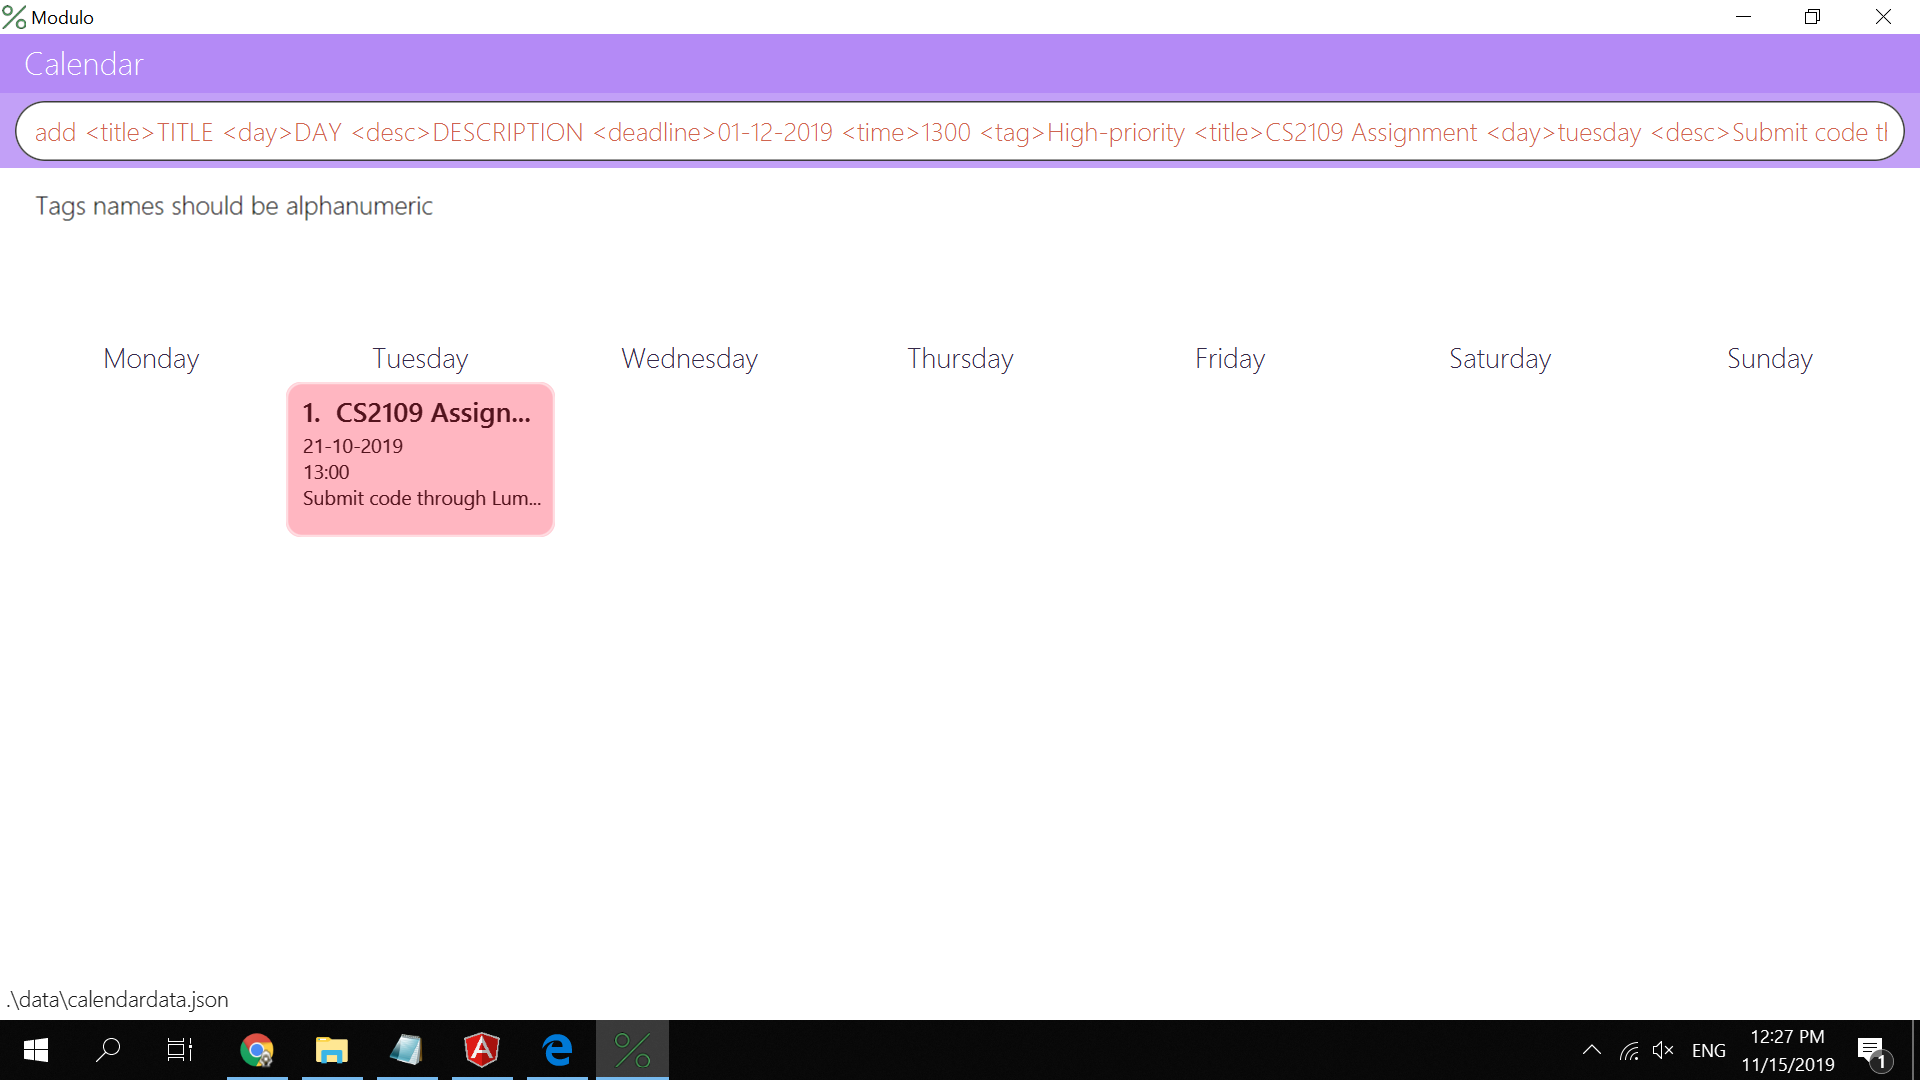 Modulo
Calendar
add <title>TITLE <day>DAY <desc>DESCRIPTION <deadline>01-12-2019 <time>1300 <tag>High-priority <title>CS2109 Assignment <day>tuesday <desc>Submit code th
Tags names should be alphanumeric
Monday Tuesday Wednesday Thursday Friday Saturday Sunday
1. CS2109 Assign...
21-10-2019
13:00
Submit code through Lum...
.\data\calendardata.json
ENG
12:27 PM
11/15/2019
1